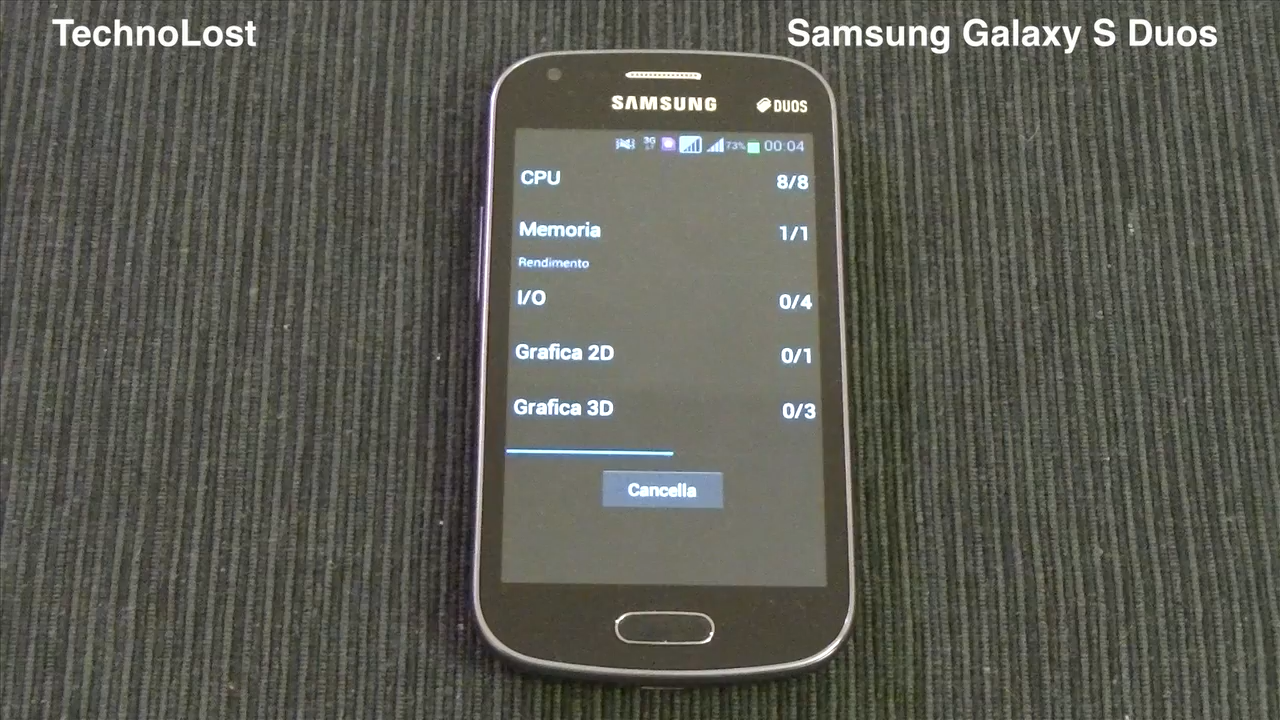 TechnoLost
Samsung Galaxy S Duos
SAMSUNG
DUOS
3G 73% 00:04
CPU 8/8
Memoria 1/1
Rendimento
I/O 0/4
Grafica 2D 0/1
Grafica 3D 0/3
Cancella